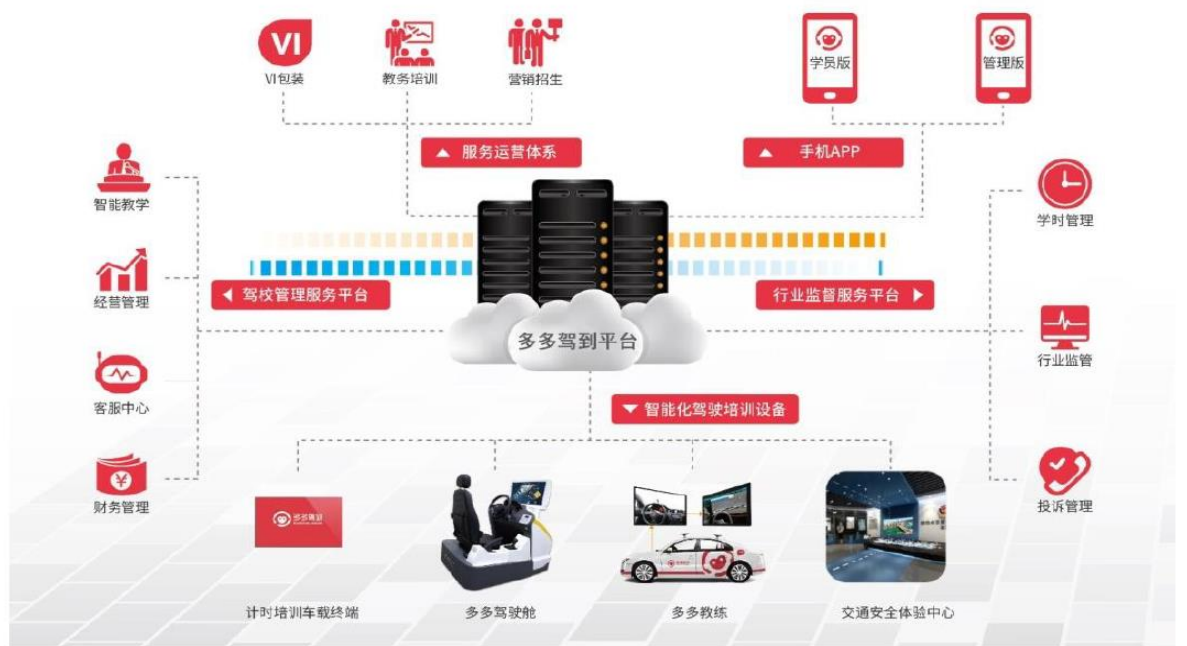 VI
VI包装
教务培训
营销招生
学员版
管理版
服务运营体系
手机APP
智能教学
经营管理
客服中心
财务管理
驾校管理服务平台
行业监督服务平台
多多驾到平台
学时管理
行业监管
投诉管理
智能化驾驶培训设备
计时培训车载终端
多多驾驶舱
多多教练
交通安全体验中心